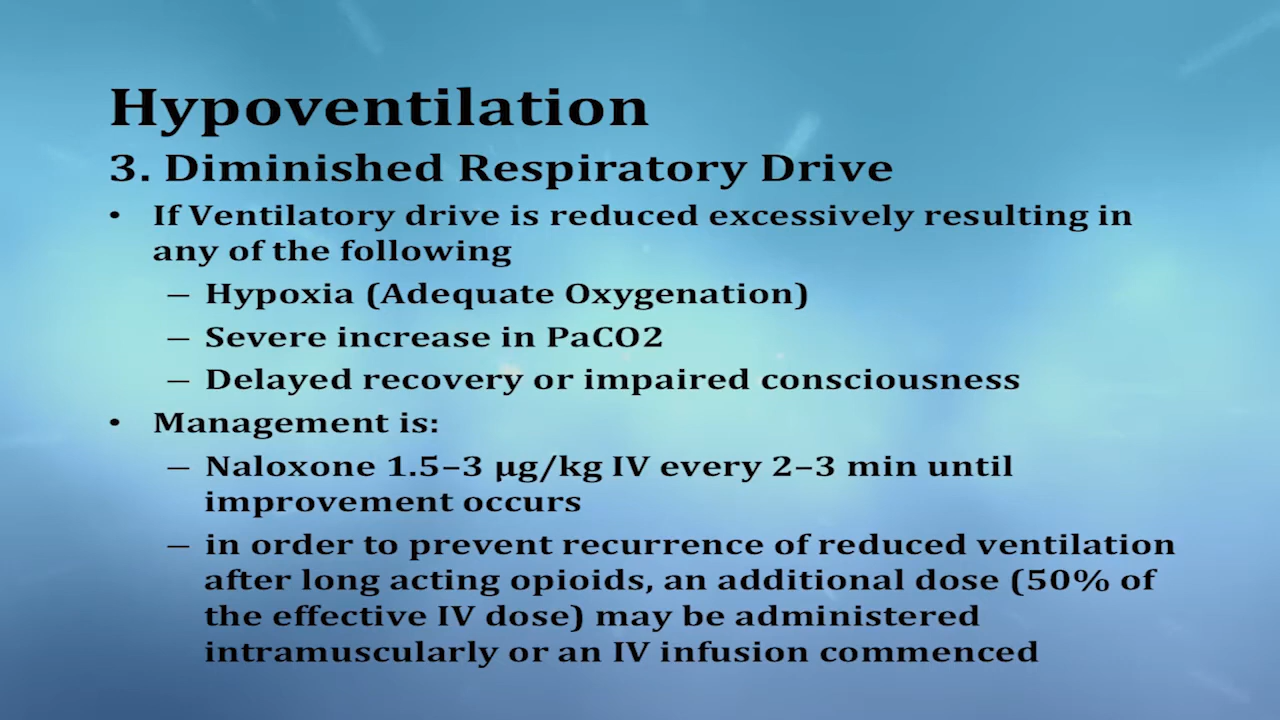 Hypoventilation
3. Diminished Respiratory Drive
• If Ventilatory drive is reduced excessively resulting in
any of the following
– Hypoxia (Adequate Oxygenation)
– Severe increase in PaCO2
– Delayed recovery or impaired consciousness
• Management is:
– Naloxone 1.5–3 μg/kg IV every 2–3 min until
improvement occurs
– in order to prevent recurrence of reduced ventilation
after long acting opioids, an additional dose (50% of
the effective IV dose) may be administered
intramuscularly or an IV infusion commenced